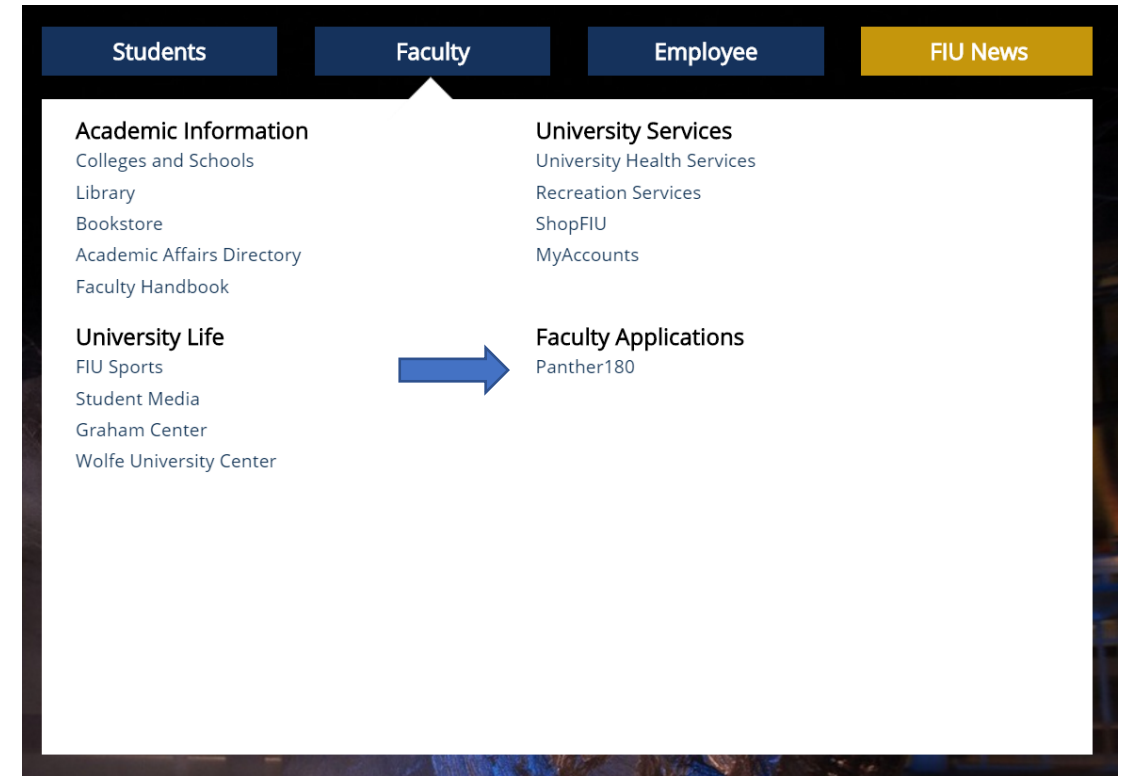 Students
Faculty
Employee
FIU News
Academic Information
Colleges and Schools
Library
Bookstore
Academic Affairs Directory
Faculty Handbook
University Services
University Health Services
Recreation Services
ShopFIU
MyAccounts
University Life
FIU Sports
Student Media
Graham Center
Wolfe University Center
Faculty Applications
Panther180